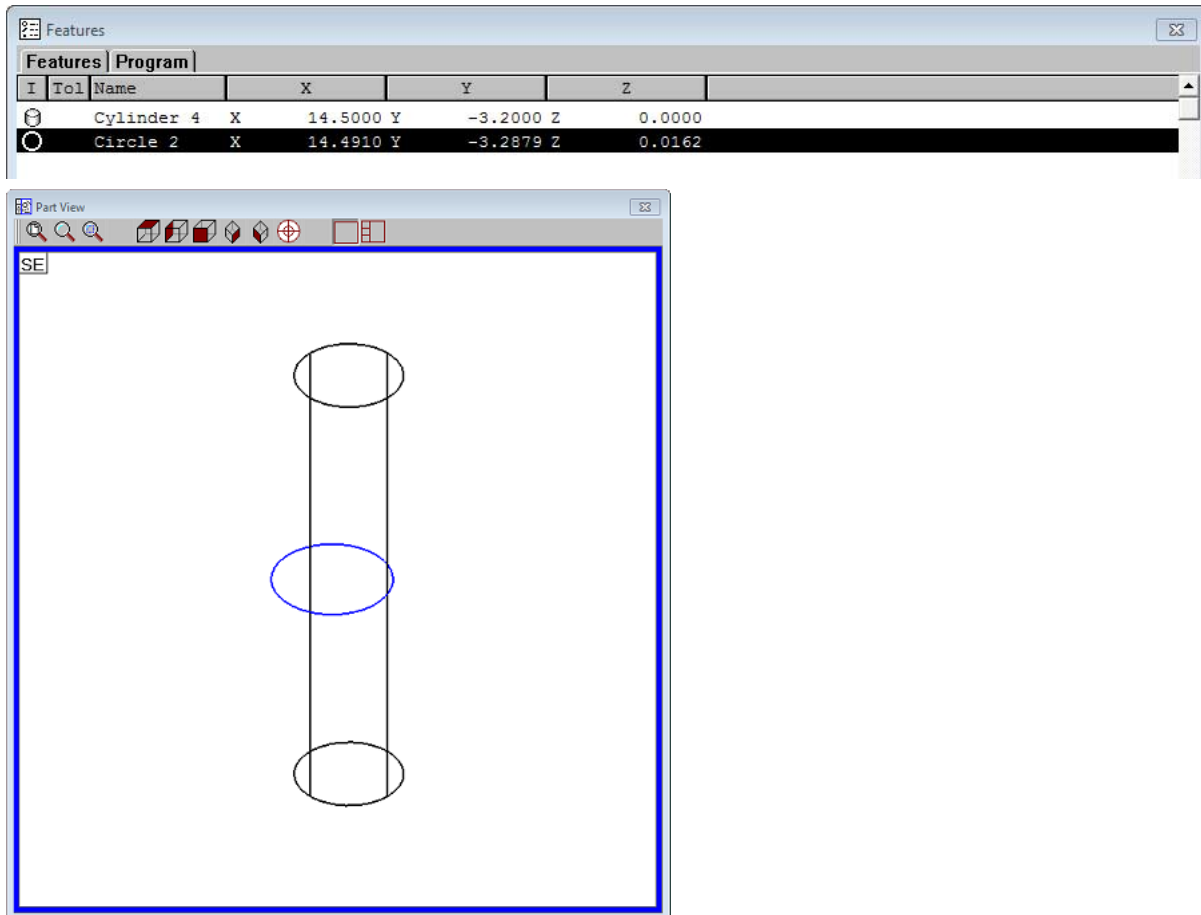 Features
Features Program
I Tol Name X Y Z
Cylinder 4 X 14.5000 Y -3.2000 Z 0.0000
Circle 2 X 14.4910 Y -3.2879 Z 0.0162
Part View
SE